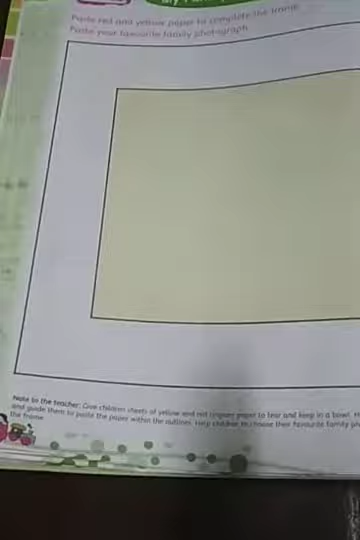 Paste red and yellow paper to complete the frame.
Paste your favourite family photograph.
Note to the teacher: Give children sheets of yellow and red origami paper to tear and keep in a bowl.
and guide them to paste the paper within the outlines. Help children to choose their favourite family
the frame.